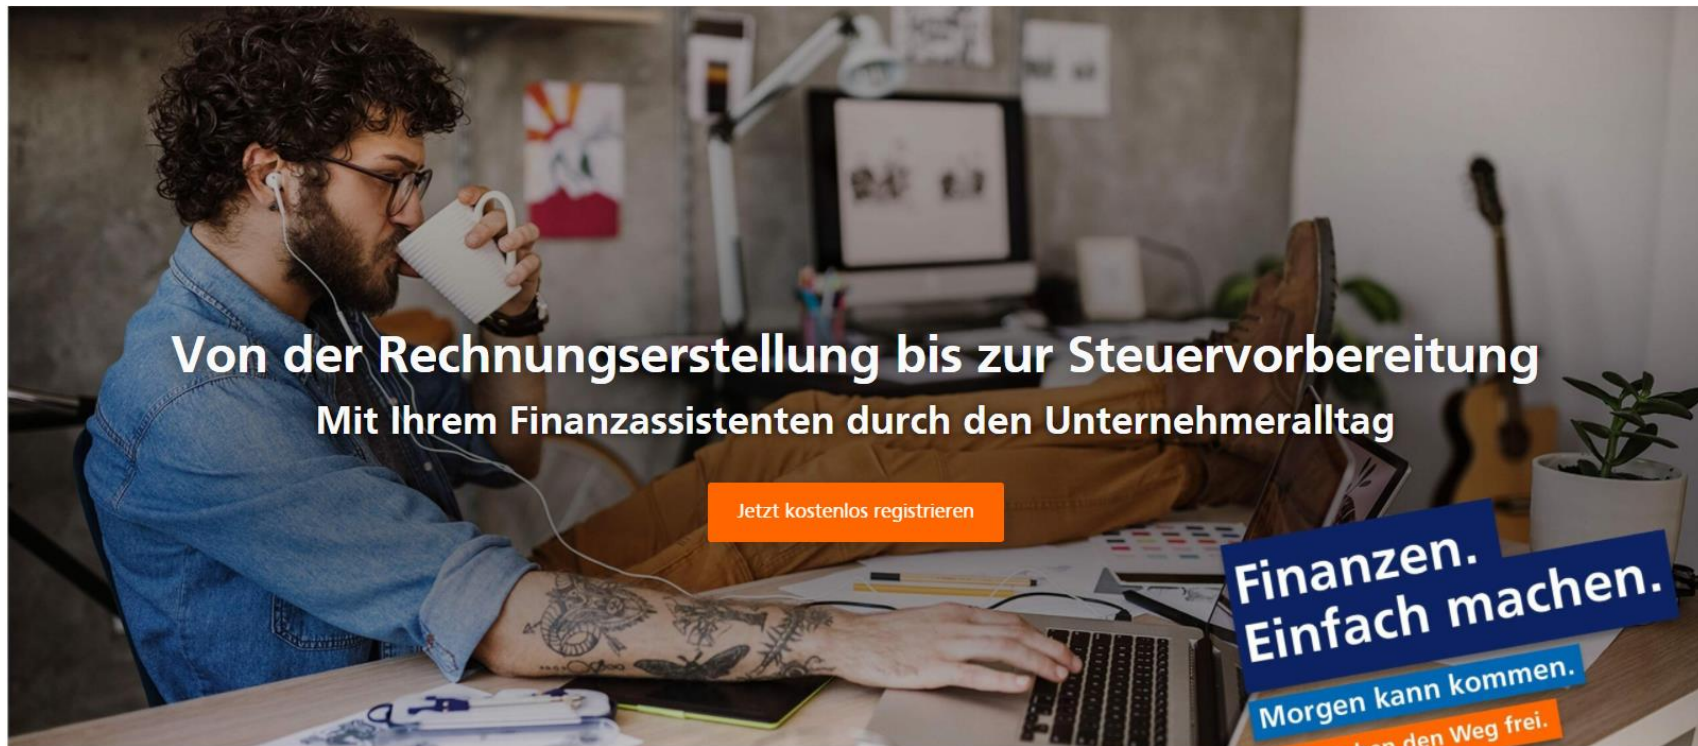 Von der Rechnungserstellung bis zur Steuervorbereitung
Mit Ihrem Finanzassistenten durch den Unternehmeralltag
Jetzt kostenlos registrieren
Finanzen.
Einfach machen.
Morgen kann kommen.
den Weg frei.